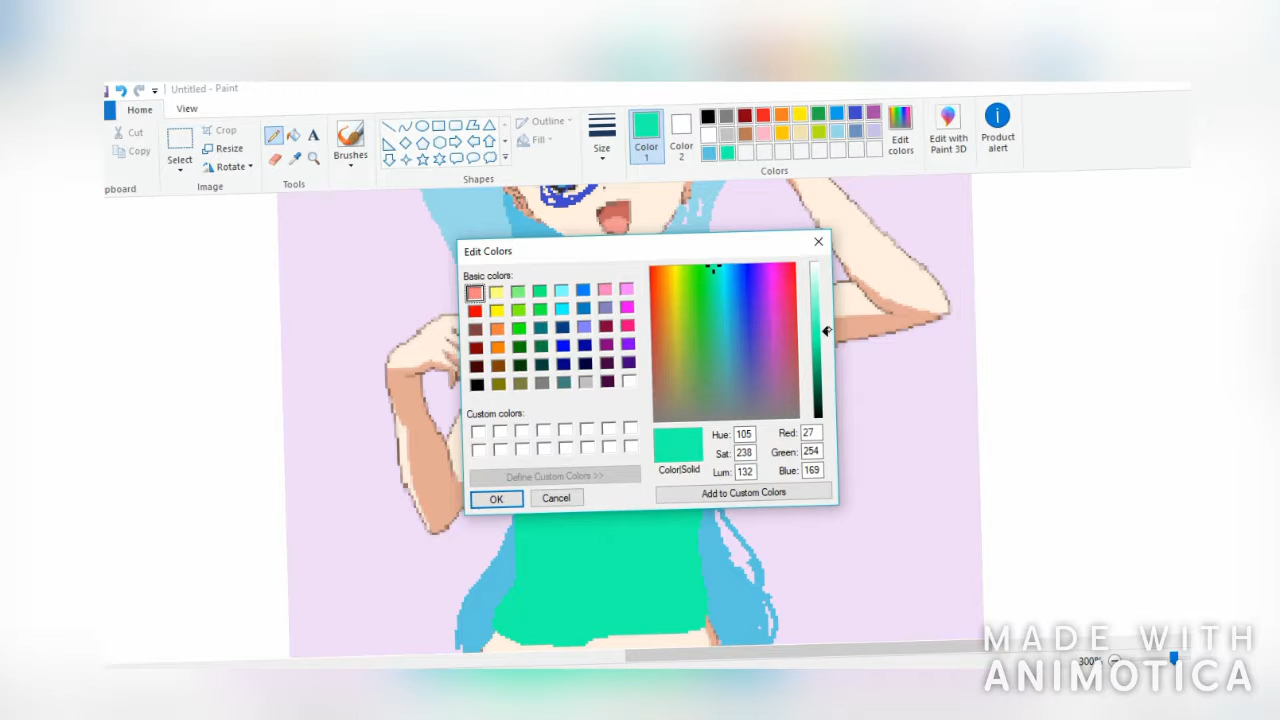 Untitled - Paint
Home View
Cut
Copy
pboard
Select
Crop
Resize
Rotate
Image
A
Tools
Brushes
Outline
Fill
Shapes
Size
Color 1
Color 2
Edit colors
Colors
Edit with Paint 3D
Product alert
Edit Colors
Basic colors:
Custom colors:
Define Custom Colors >>
OK Cancel
Color|Solid
Hue: 105
Sat: 238
Lum: 132
Red: 27
Green: 254
Blue: 169
Add to Custom Colors
300%
MADE WITH
ANIMOTICA